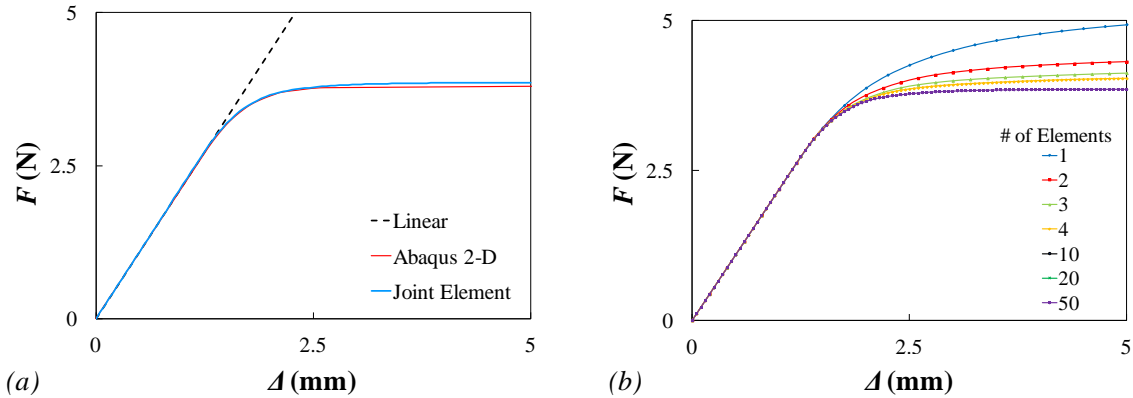 5
2.5
0
F (N)
Linear
Abaqus 2-D
Joint Element
0
2.5
5
(a)
Δ (mm)
5
2.5
0
F (N)
# of Elements
1
2
3
4
10
20
50
0
2.5
5
(b)
Δ (mm)